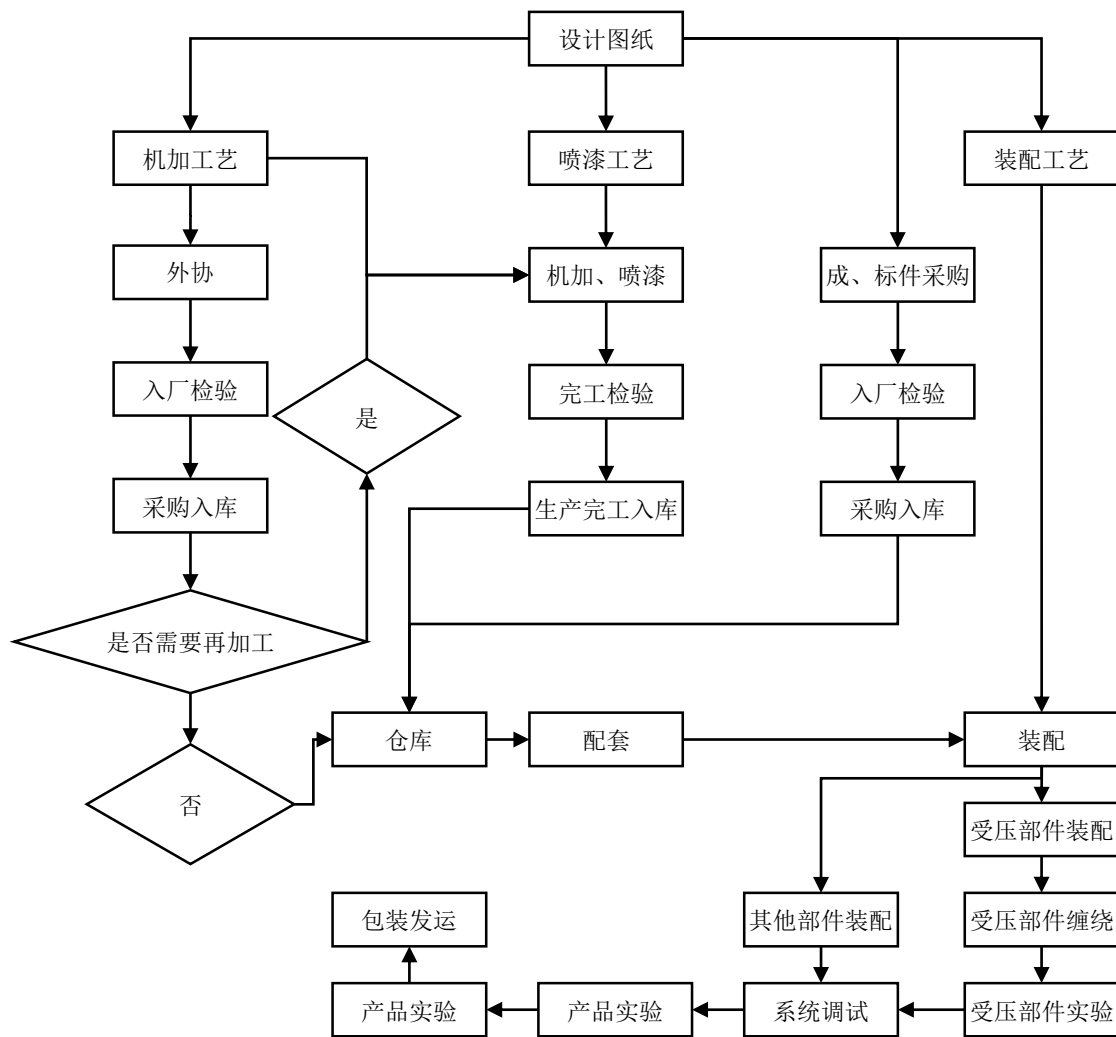 设计图纸
机加工艺
喷漆工艺
装配工艺
外协
机加、喷漆
成、标件采购
入厂检验
是
完工检验
入厂检验
采购入库
生产完工入库
采购入库
是否需要再加工
仓库
配套
装配
否
受压部件装配
包装发运
其他部件装配
受压部件缠绕
产品实验
产品实验
系统调试
受压部件实验